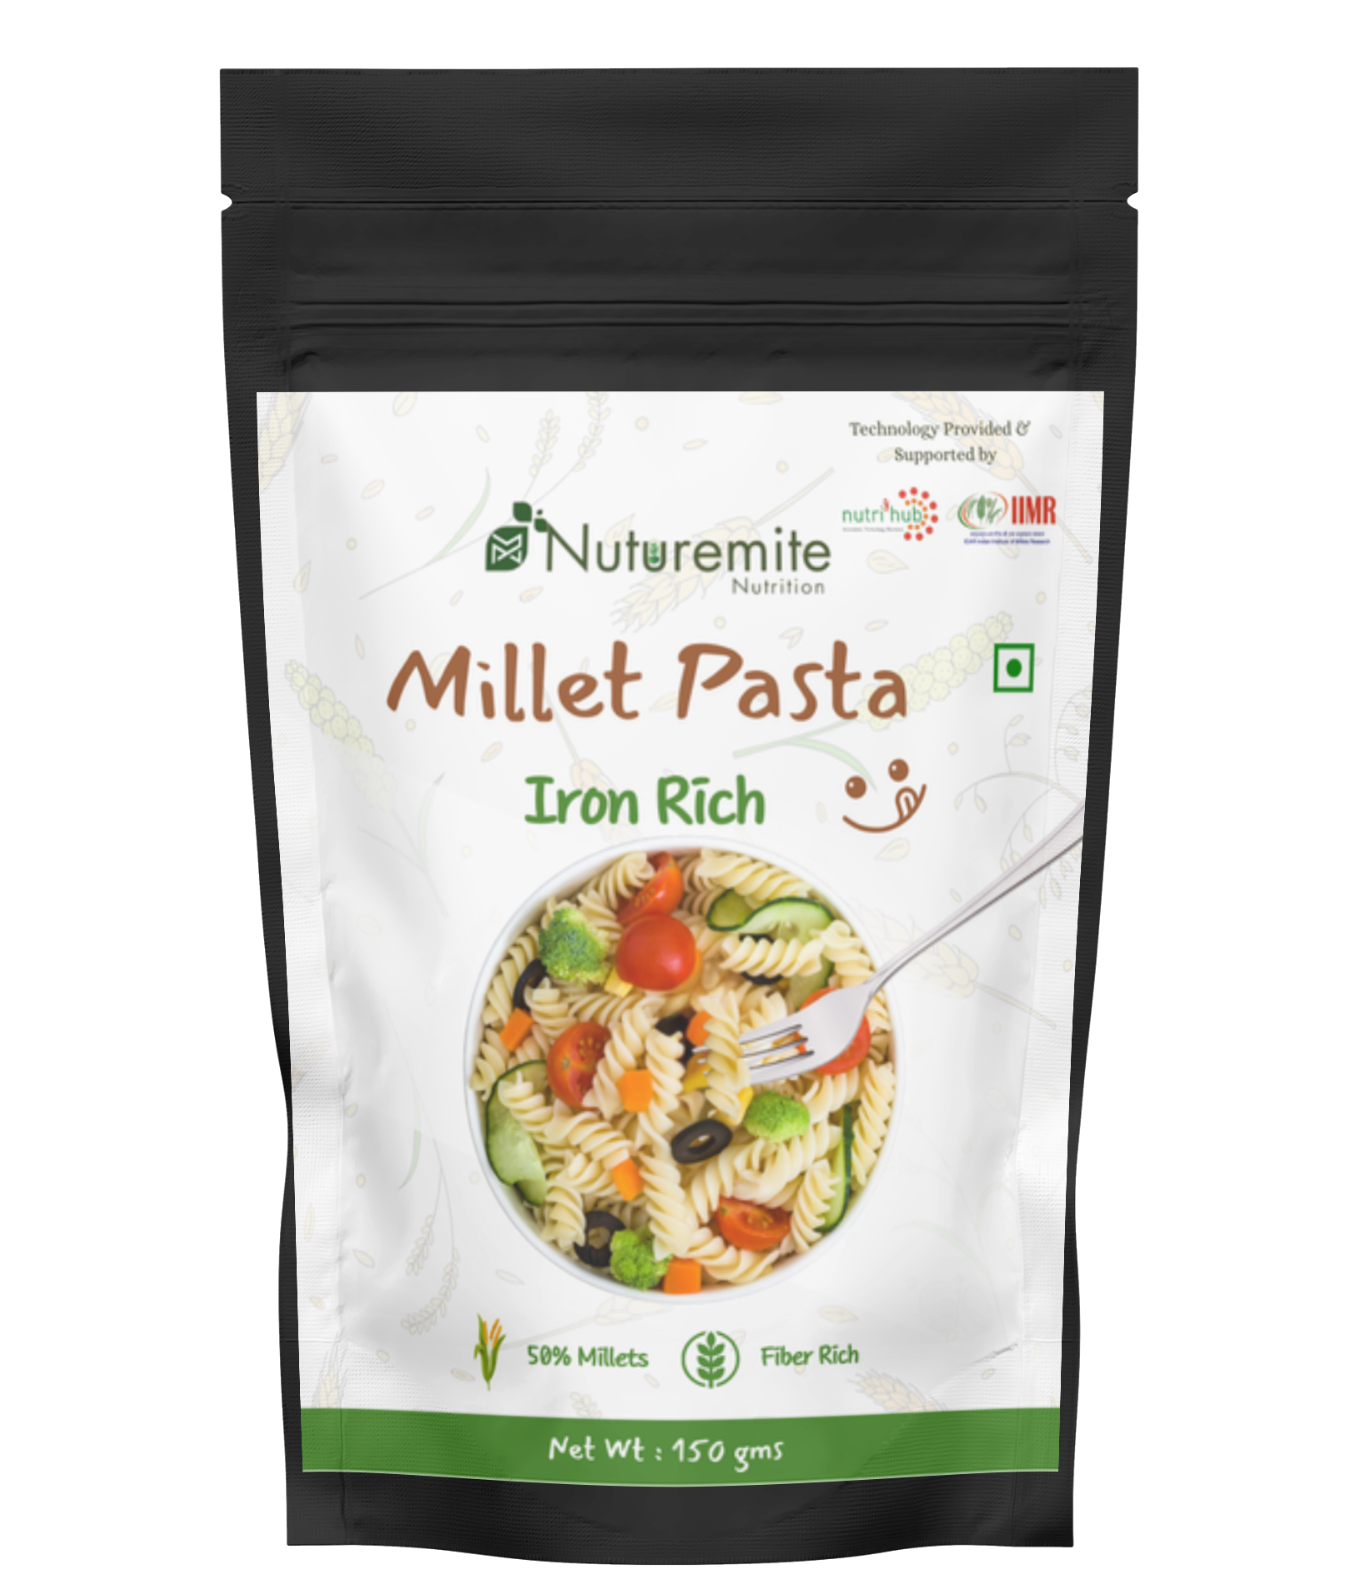 Technology Provided &
Supported by
nutri hub
IIMR
Nuturemite
Nutrition
Millet Pasta
Iron Rich
50% Millets
Fiber Rich
Net Wt : 150 gms